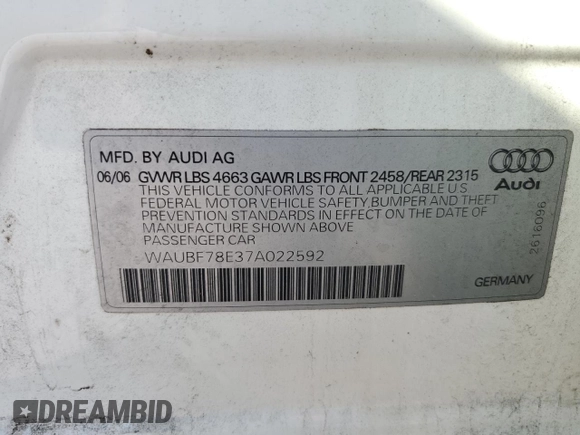 MFD. BY AUDI AG
06/06 GVWR LBS 4663 GAWR LBS FRONT 2458/REAR 2315
THIS VEHICLE CONFORMS TO ALL APPLICABLE U.S
FEDERAL MOTOR VEHICLE SAFETY, BUMPER AND THEFT
PREVENTION STANDARDS IN EFFECT ON THE DATE OF
MANUFACTURE SHOWN ABOVE
PASSENGER CAR
WAUBF78E37A022592
Audi
2616096
GERMANY
DREAMBID